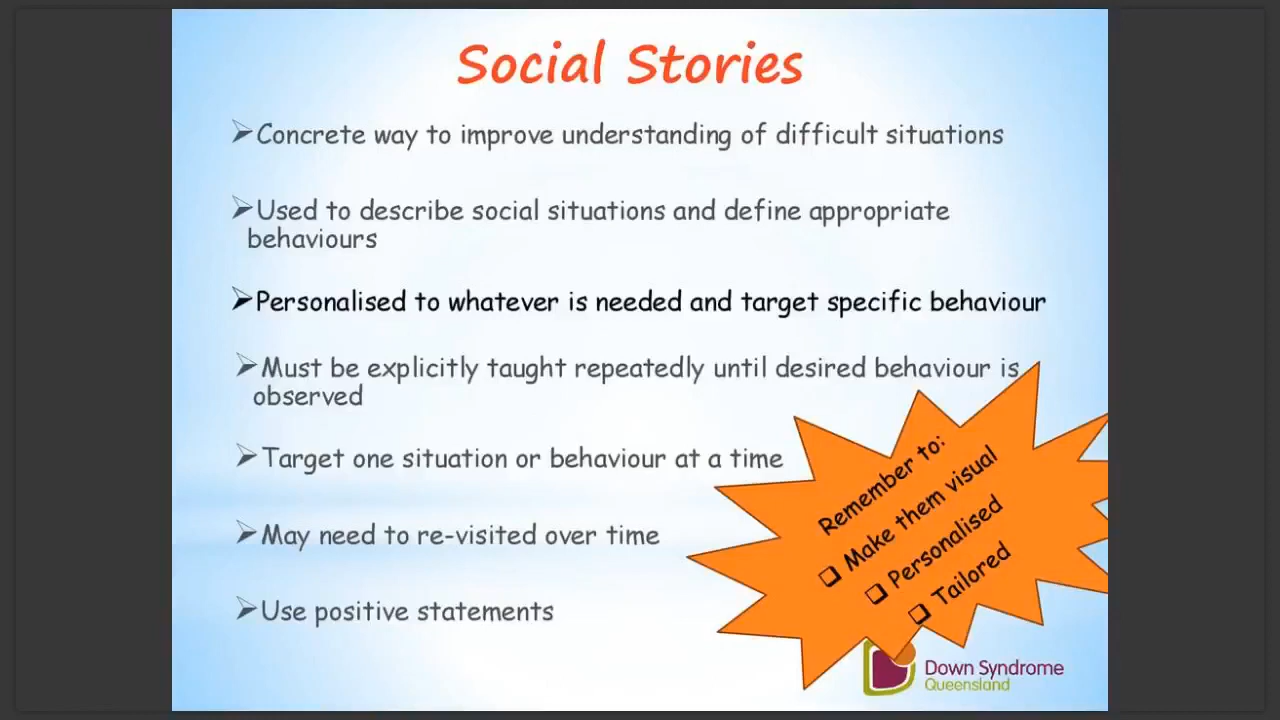 Social Stories
➢Concrete way to improve understanding of difficult situations
➢Used to describe social situations and define appropriate
behaviours
➢Personalised to whatever is needed and target specific behaviour
➢Must be explicitly taught repeatedly until desired behaviour is
observed
➢Target one situation or behaviour at a time
➢May need to re-visited over time
➢Use positive statements
Remember to:
❑ Make them visual
❑ Personalised
❑ Tailored
Down Syndrome
Queensland